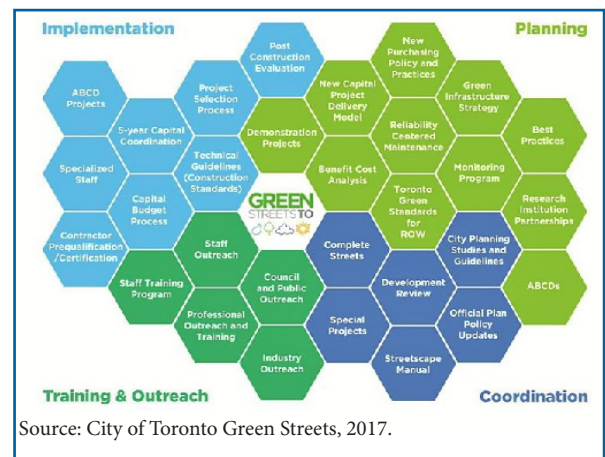 Implementation
Planning
Post
Construction
Evaluation
New
Purchasing
Policy and
Practices
ABCD
Projects
Project
Selection
Process
New Capital
Project
Delivery
Model
Green
Infrastructure
Strategy
5-year Capital
Coordination
Demonstration
Projects
Reliability
Centered
Maintenance
Best
Practices
Specialized
Staff
Technical
Guidelines
(Construction
Standards)
Benefit Cost
Analysis
Monitoring
Program
Capital
Budget
Process
GREEN
STREETS TO
Toronto
Green
Standards
for
ROW
Research
Institution
Partnerships
Contractor
Prequalification
/Certification
Staff
Outreach
Complete
Streets
City Planning
Studies and
Guidelines
Staff Training
Program
Council
and Public
Outreach
Development
Review
ABCDs
Professional
Outreach and
Training
Special
Projects
Official Plan
Policy
Updates
Industry
Outreach
Streetscape
Manual
Training & Outreach
Coordination
Source: City of Toronto Green Streets, 2017.